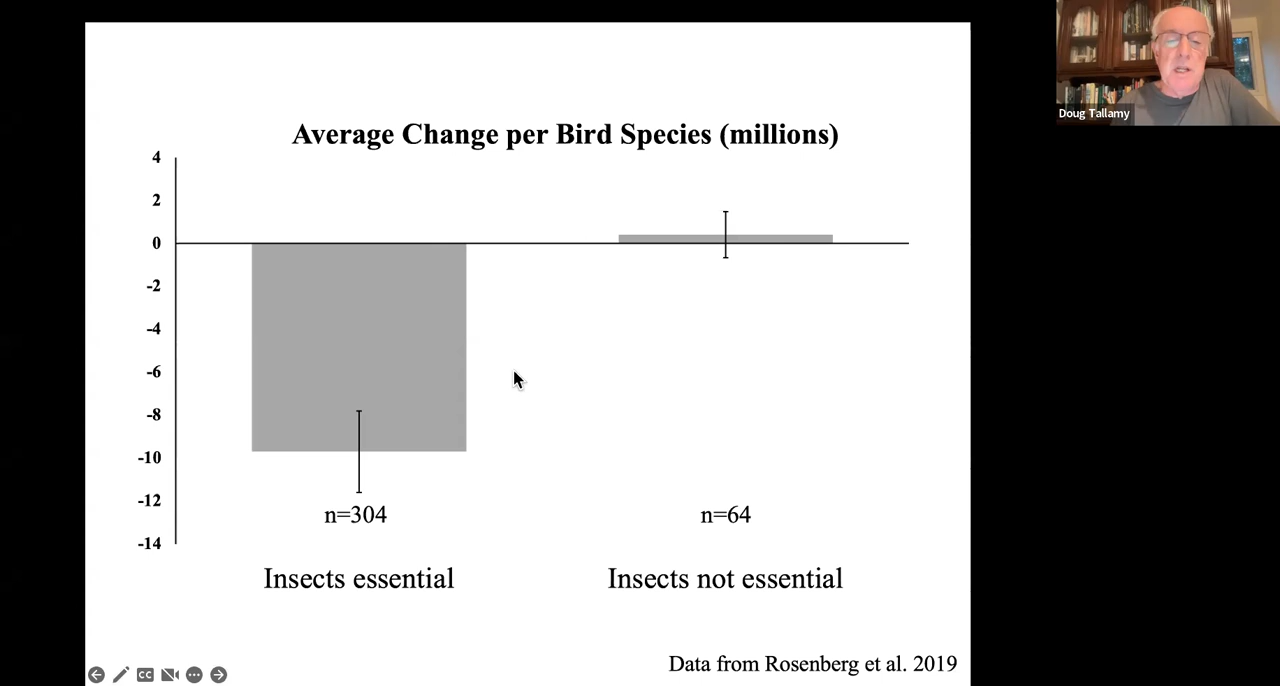 Average Change per Bird Species (millions)
4
2
0
-2
-4
-6
-8
-10
-12
-14
n=304
n=64
Insects essential
Insects not essential
Data from Rosenberg et al. 2019
CC
Doug Tallamy